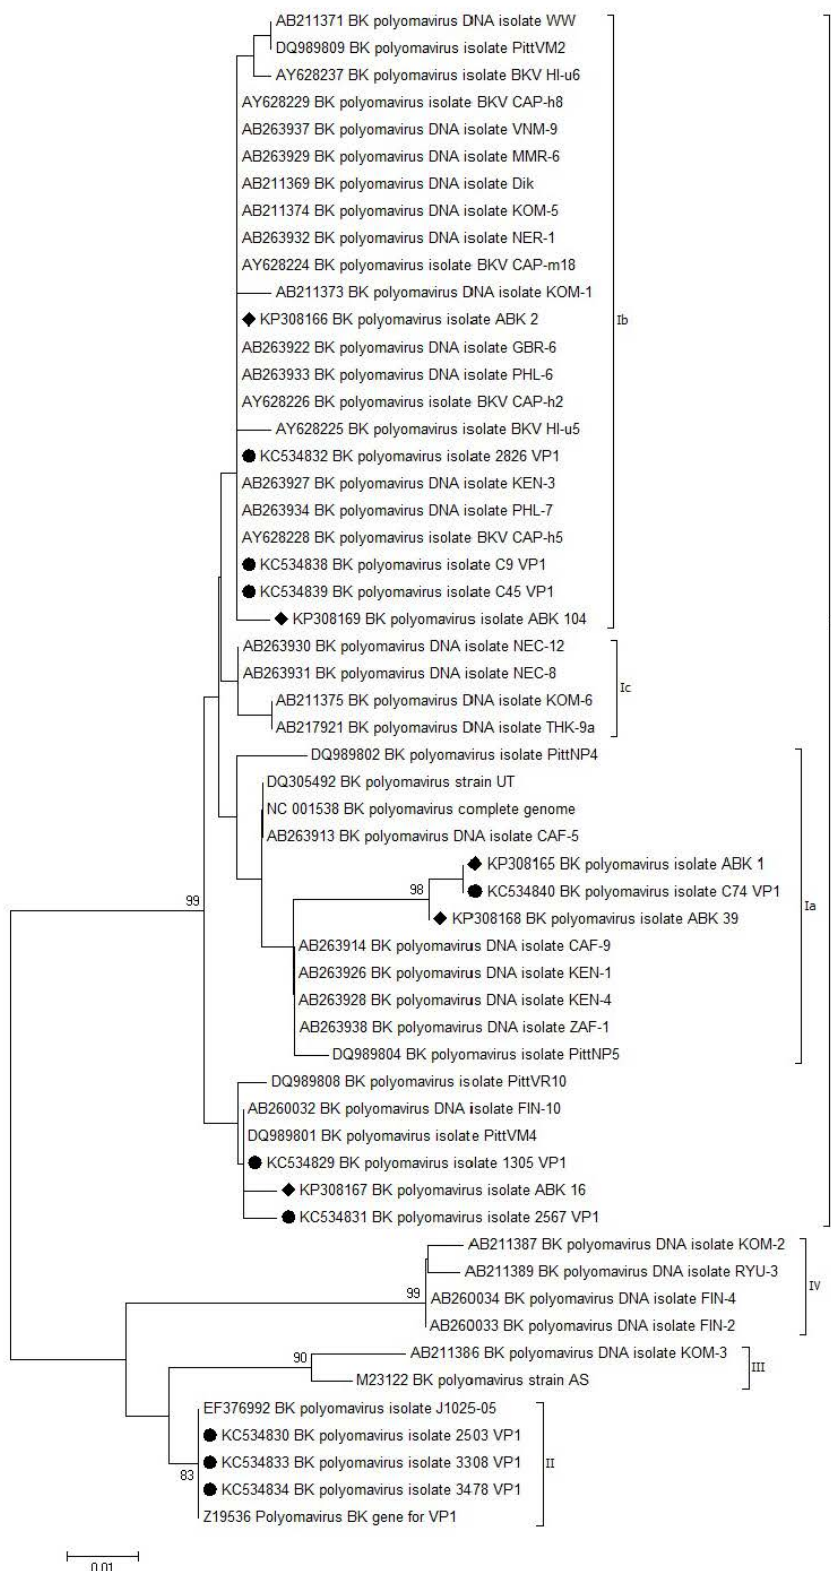 AB211371 BK polyomavirus DNA isolate WW
DQ989809 BK polyomavirus isolate PittVM2
AY628237 BK polyomavirus isolate BKV HI-u6
AY628229 BK polyomavirus isolate BKV CAP-h8
AB263937 BK polyomavirus DNA isolate VNM-9
AB263929 BK polyomavirus DNA isolate MMR-6
AB211369 BK polyomavirus DNA isolate Dik
AB211374 BK polyomavirus DNA isolate KOM-5
AB263932 BK polyomavirus DNA isolate NER-1
AY628224 BK polyomavirus isolate BKV CAP-m18
AB211373 BK polyomavirus DNA isolate KOM-1
KP308166 BK polyomavirus isolate ABK 2
Ib
AB263922 BK polyomavirus DNA isolate GBR-6
AB263933 BK polyomavirus DNA isolate PHL-6
AY628226 BK polyomavirus isolate BKV CAP-h2
AY628225 BK polyomavirus isolate BKV HI-u5
KC534832 BK polyomavirus isolate 2826 VP1
AB263927 BK polyomavirus DNA isolate KEN-3
AB263934 BK polyomavirus DNA isolate PHL-7
AY628228 BK polyomavirus isolate BKV CAP-h5
KC534838 BK polyomavirus isolate C9 VP1
KC534839 BK polyomavirus isolate C45 VP1
KP308169 BK polyomavirus isolate ABK 104
AB263930 BK polyomavirus DNA isolate NEC-12
AB263931 BK polyomavirus DNA isolate NEC-8
Ic
AB211375 BK polyomavirus DNA isolate KOM-6
AB217921 BK polyomavirus DNA isolate THK-9a
DQ989802 BK polyomavirus isolate PittNP4
DQ305492 BK polyomavirus strain UT
NC 001538 BK polyomavirus complete genome
AB263913 BK polyomavirus DNA isolate CAF-5
KP308165 BK polyomavirus isolate ABK 1
98
KC534840 BK polyomavirus isolate C74 VP1
99
Ia
KP308168 BK polyomavirus isolate ABK 39
AB263914 BK polyomavirus DNA isolate CAF-9
AB263926 BK polyomavirus DNA isolate KEN-1
AB263928 BK polyomavirus DNA isolate KEN-4
AB263938 BK polyomavirus DNA isolate ZAF-1
DQ989804 BK polyomavirus isolate PittNP5
DQ989808 BK polyomavirus isolate PittVR10
AB260032 BK polyomavirus DNA isolate FIN-10
DQ989801 BK polyomavirus isolate PittVM4
KC534829 BK polyomavirus isolate 1305 VP1
KP308167 BK polyomavirus isolate ABK 16
KC534831 BK polyomavirus isolate 2567 VP1
AB211387 BK polyomavirus DNA isolate KOM-2
AB211389 BK polyomavirus DNA isolate RYU-3
IV
99
AB260034 BK polyomavirus DNA isolate FIN-4
AB260033 BK polyomavirus DNA isolate FIN-2
90
AB211386 BK polyomavirus DNA isolate KOM-3
III
M23122 BK polyomavirus strain AS
EF376992 BK polyomavirus isolate J1025-05
KC534830 BK polyomavirus isolate 2503 VP1
KC534833 BK polyomavirus isolate 3308 VP1
II
83
KC534834 BK polyomavirus isolate 3478 VP1
Z19536 Polyomavirus BK gene for VP1
0.01